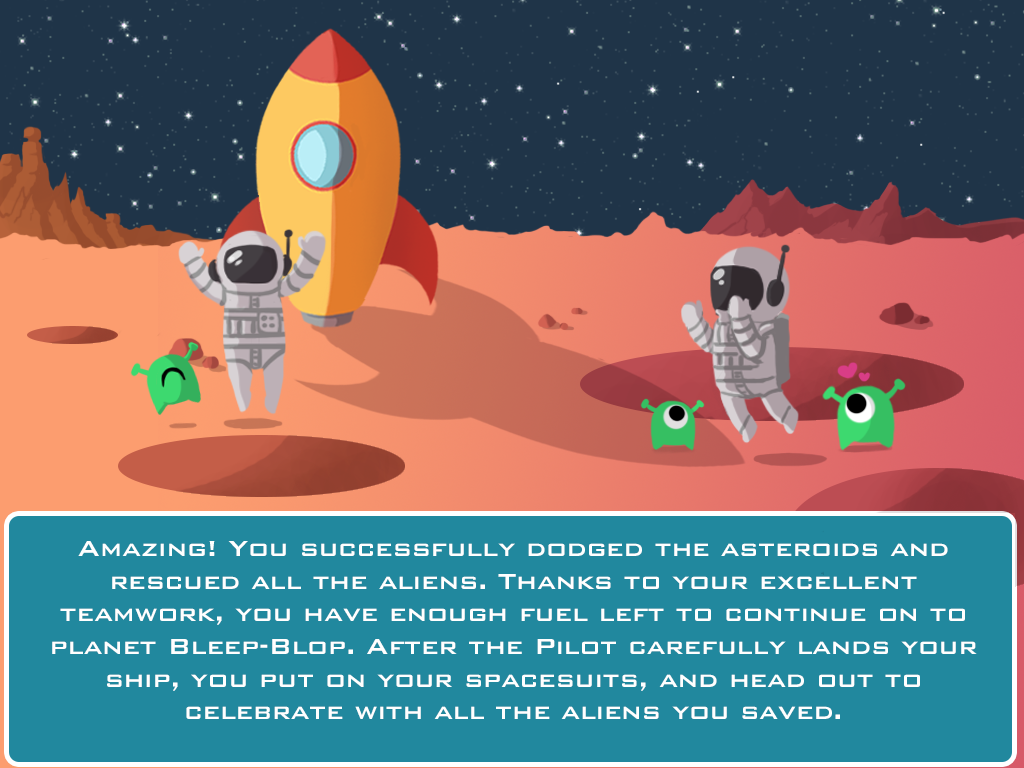 Amazing! You successfully dodged the asteroids and
rescued all the aliens. Thanks to your excellent
teamwork, you have enough fuel left to continue on to
planet Bleep-Blop. After the Pilot carefully lands your
ship, you put on your spacesuits, and head out to
celebrate with all the aliens you saved.